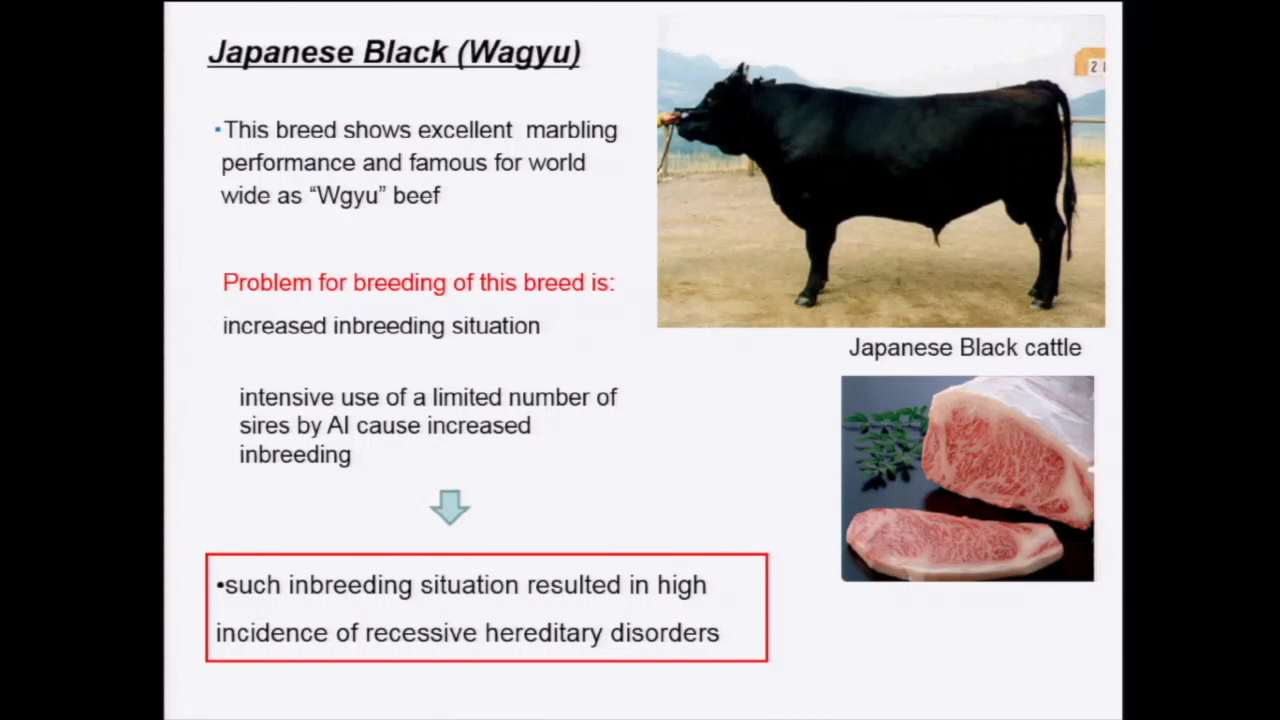 Japanese Black (Wagyu)
▪This breed shows excellent marbling
performance and famous for world
wide as “Wgyu” beef
Problem for breeding of this breed is:
increased inbreeding situation
intensive use of a limited number of
sires by AI cause increased
inbreeding
•such inbreeding situation resulted in high
incidence of recessive hereditary disorders
2
Japanese Black cattle